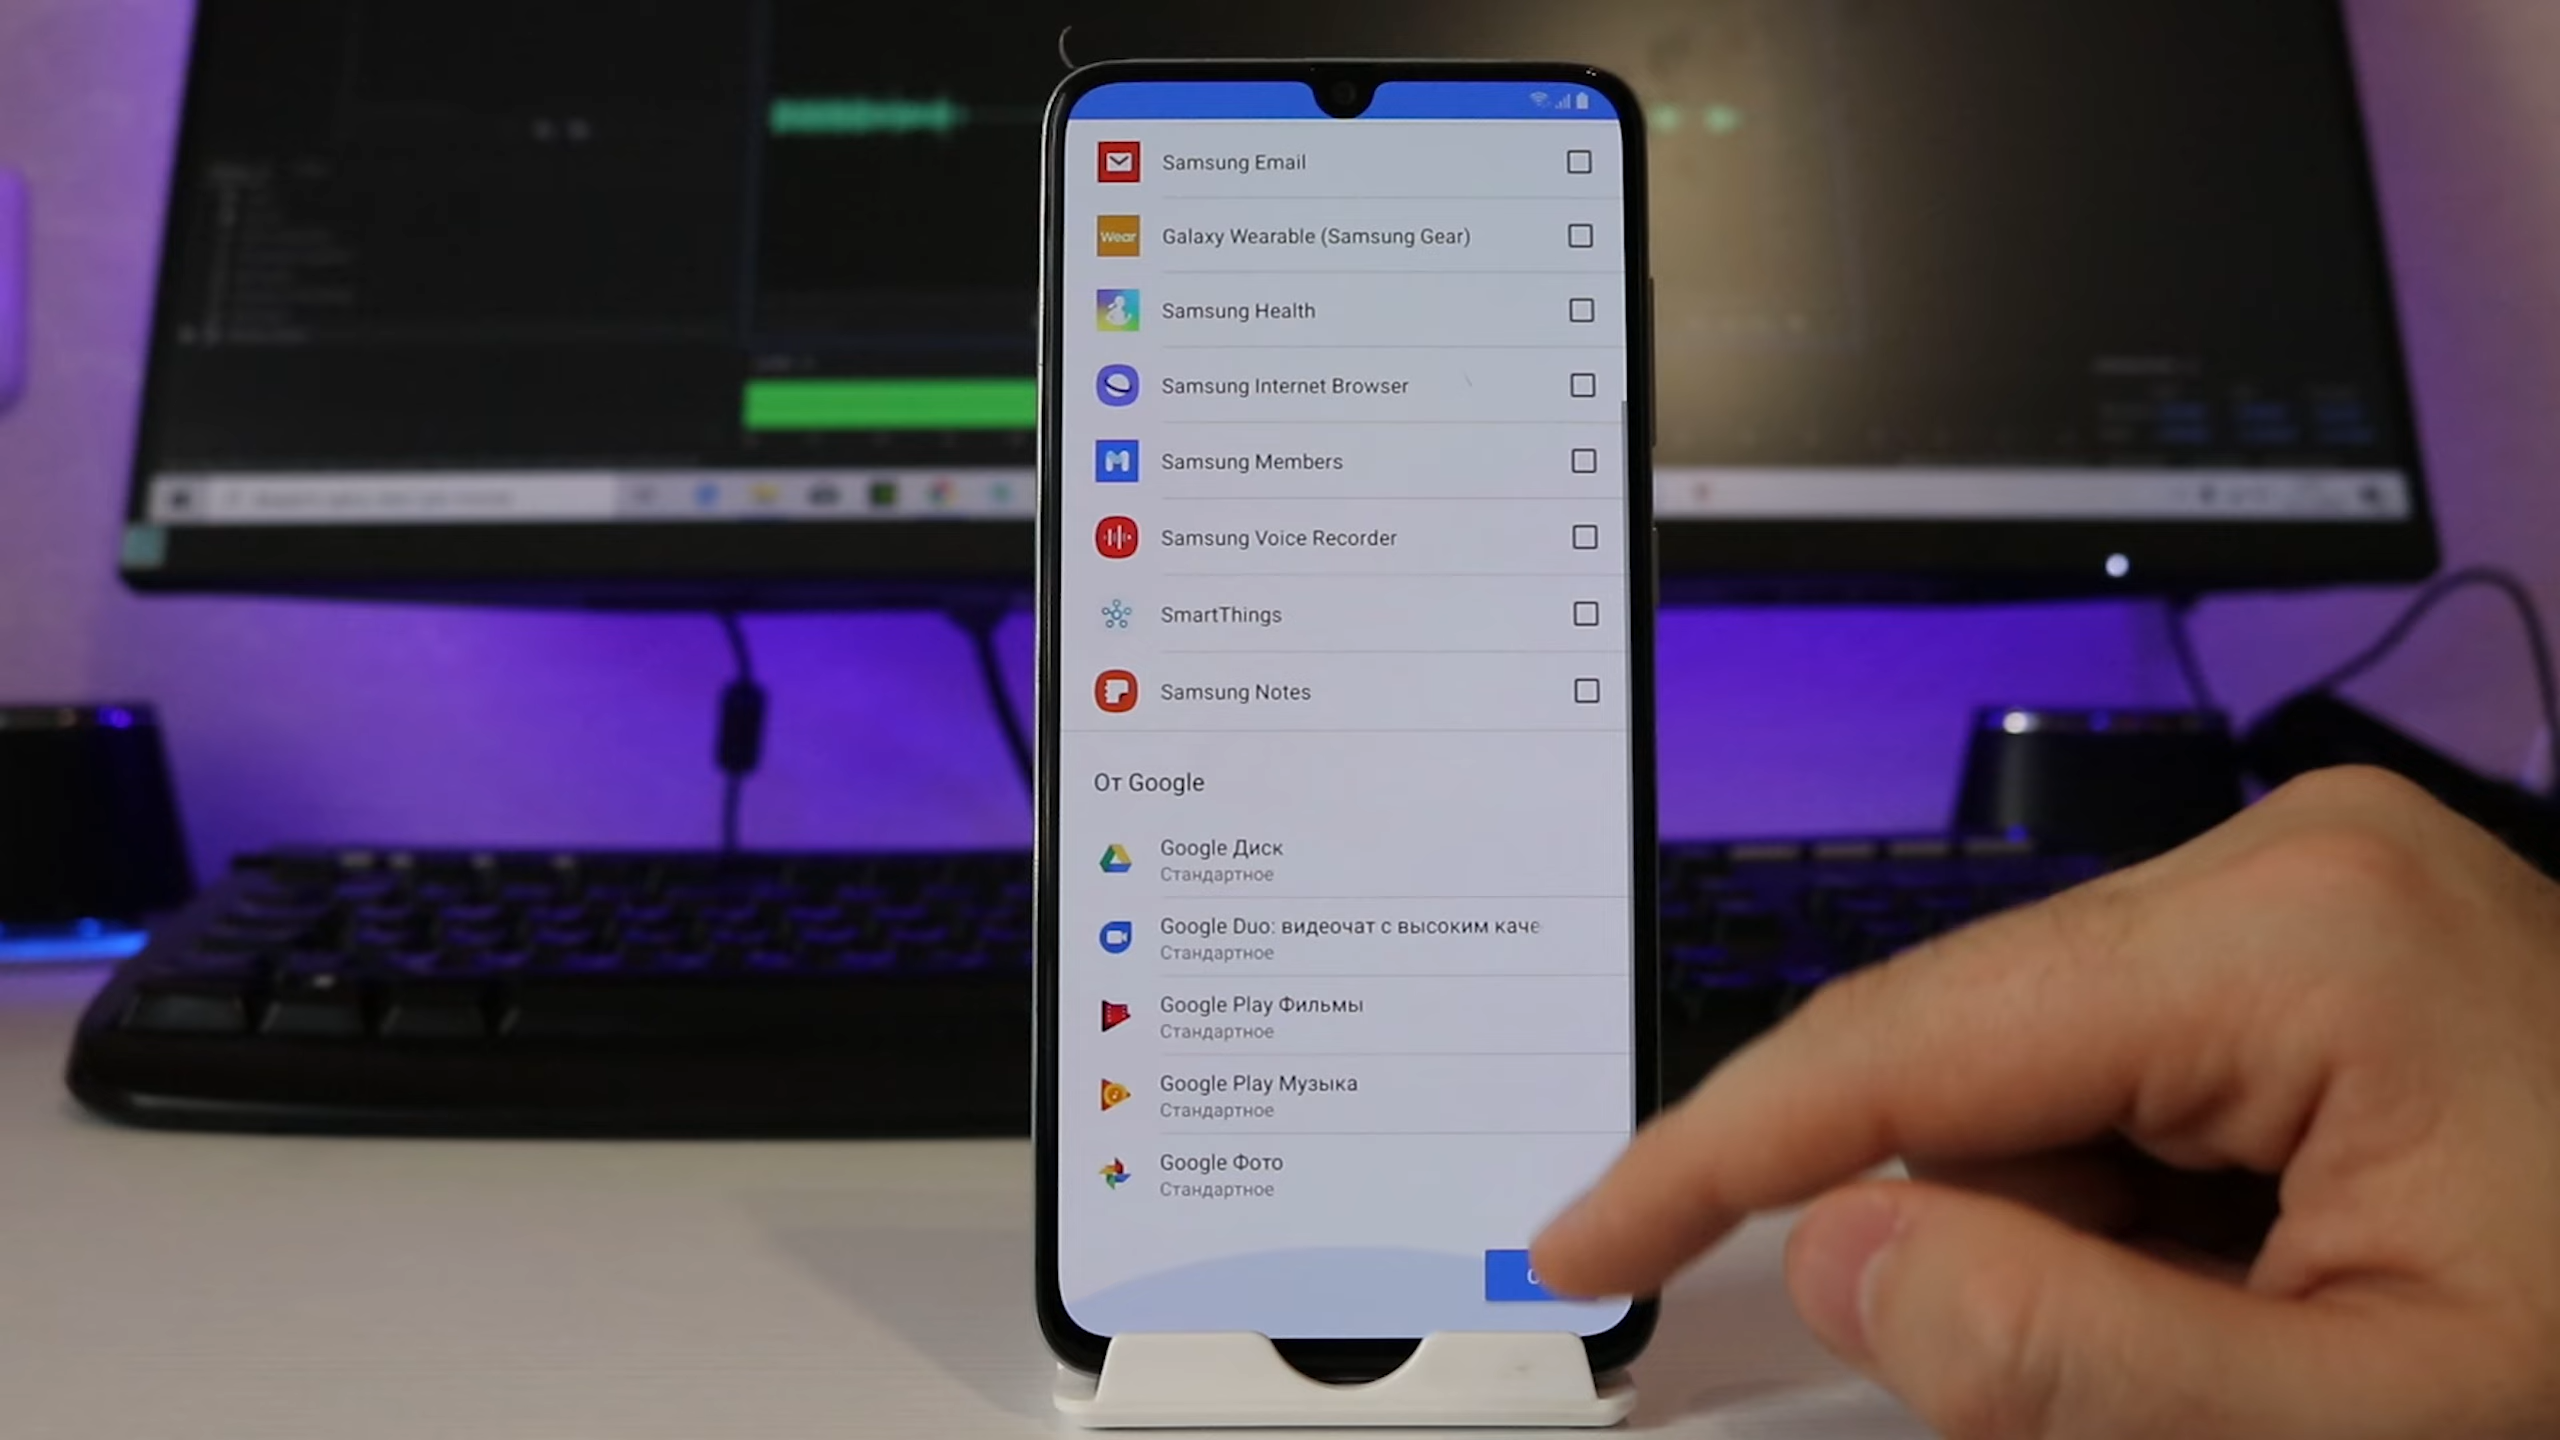 Samsung Email
Wear
Galaxy Wearable (Samsung Gear)
Samsung Health
Samsung Internet Browser
Samsung Members
Samsung Voice Recorder
SmartThings
Samsung Notes
От Google
Google Диск
Стандартное
Google Duo: видеочат с высоким каче
Стандартное
Google Play Фильмы
Стандартное
Google Play Музыка
Стандартное
Google Фото
Стандартное